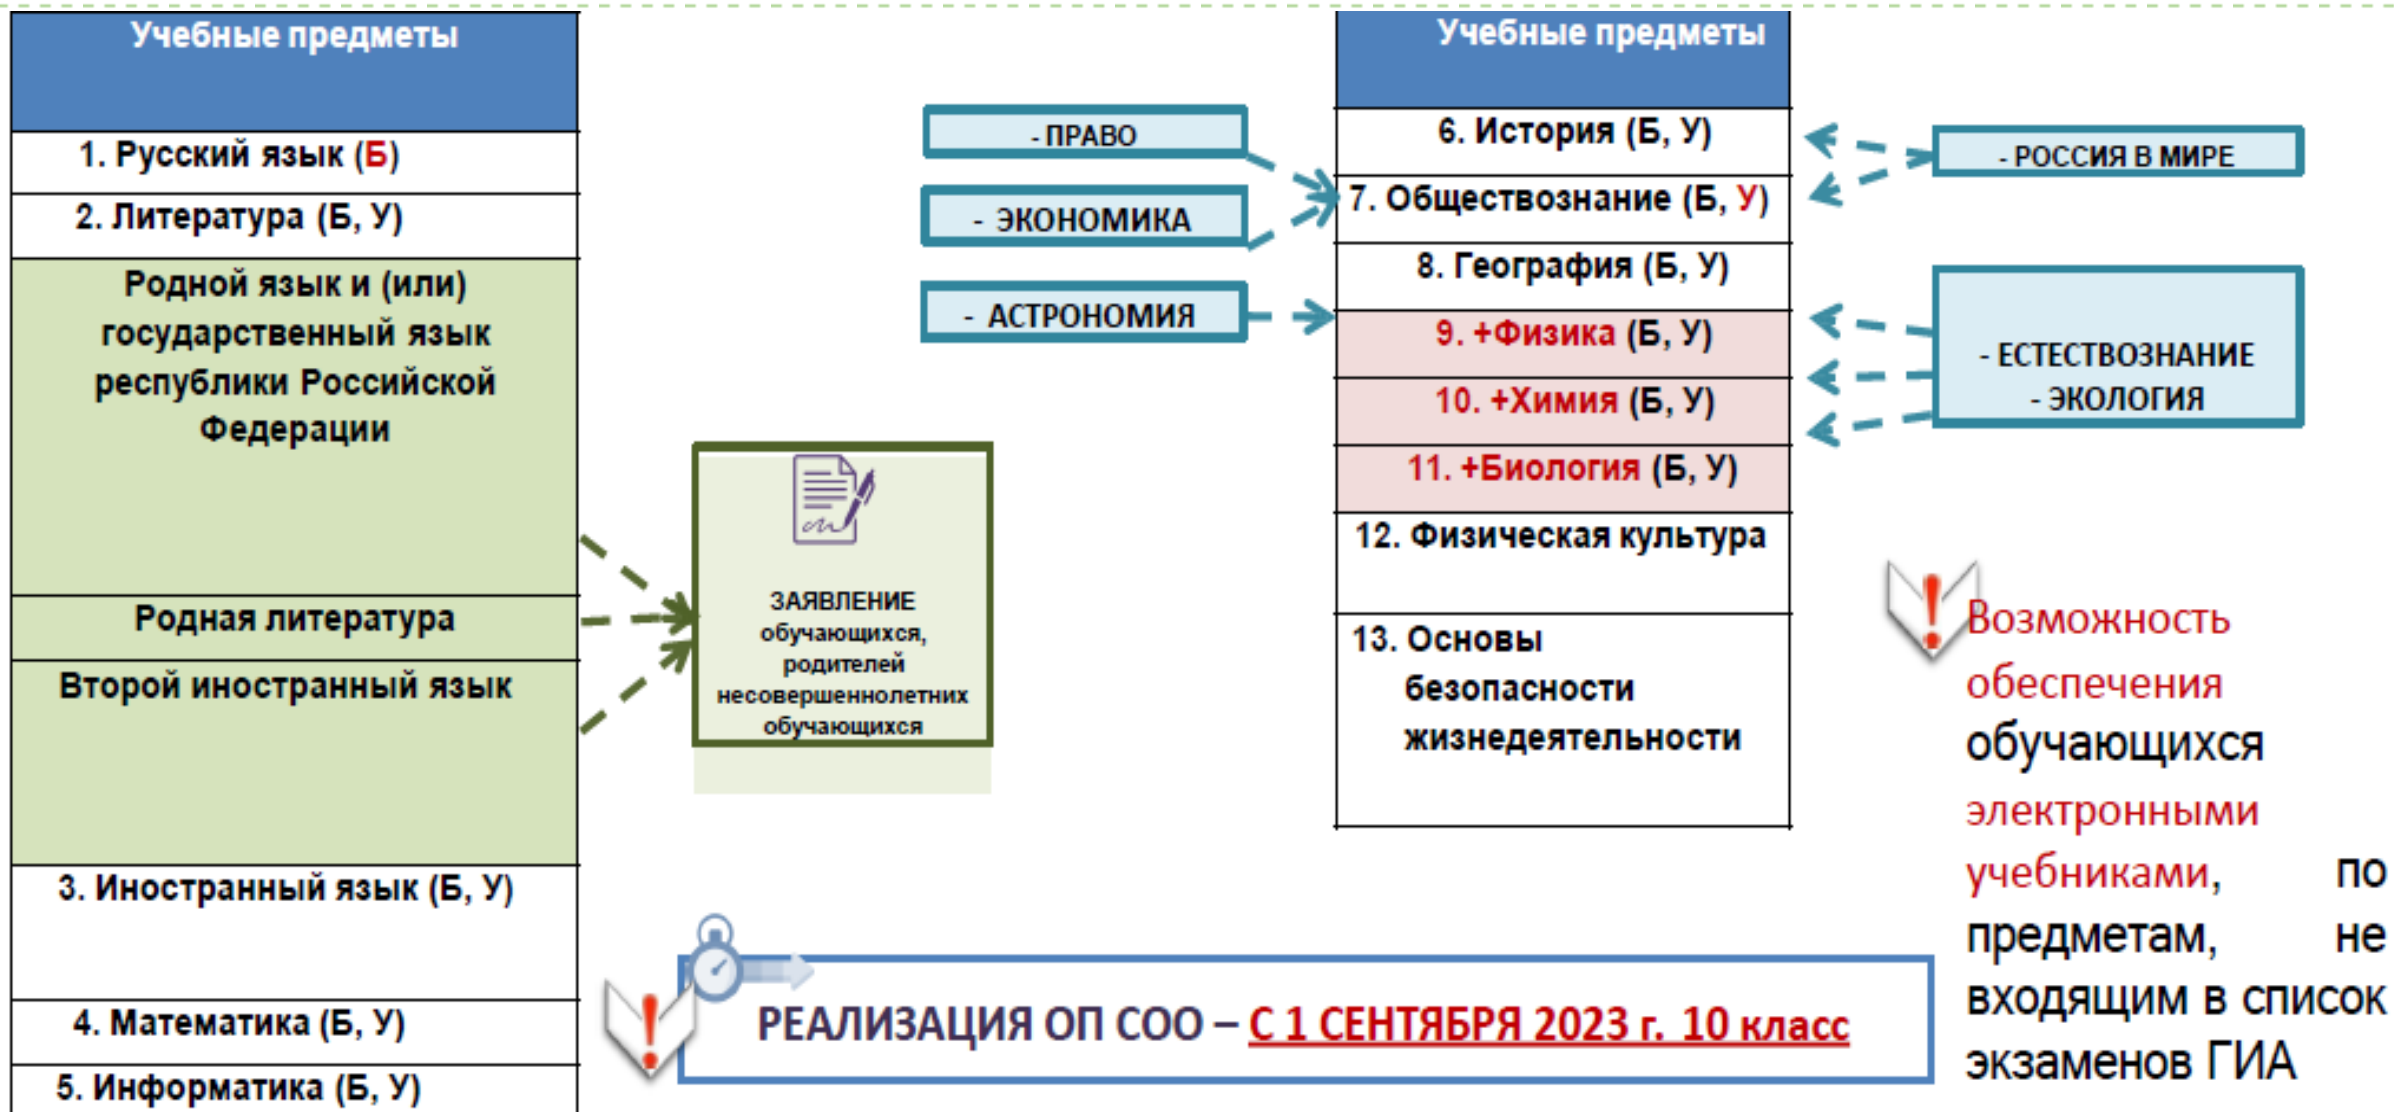 Учебные предметы
1. Русский язык (Б)
2. Литература (Б, У)
Родной язык и (или)
государственный язык
республики Российской
Федерации
Родная литература
Второй иностранный язык
3. Иностранный язык (Б, У)
4. Математика (Б, У)
5. Информатика (Б, У)
ЗАЯВЛЕНИЕ
обучающихся,
родителей
несовершеннолетних
обучающихся
- ПРАВО
- ЭКОНОМИКА
- АСТРОНОМИЯ
Учебные предметы
6. История (Б, У)
7. Обществознание (Б, У)
8. География (Б, У)
9. +Физика (Б, У)
10. +Химия (Б, У)
11. +Биология (Б, У)
12. Физическая культура
13. Основы
безопасности
жизнедеятельности
- РОССИЯ В МИРЕ
- ЕСТЕСТВОЗНАНИЕ
- ЭКОЛОГИЯ
Возможность
обеспечения
обучающихся
электронными
учебниками, по
предметам, не
входящим в список
экзаменов ГИА
РЕАЛИЗАЦИЯ ОП СОО – С 1 СЕНТЯБРЯ 2023 г. 10 класс